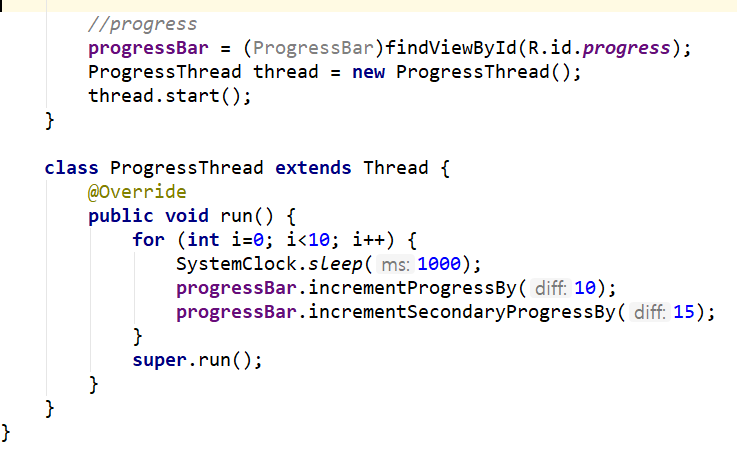 //progress
progressBar = (ProgressBar)findViewById(R.id.progress);
ProgressThread thread = new ProgressThread();
thread.start();
}
class ProgressThread extends Thread {
@Override
public void run() {
for (int i=0; i<10; i++) {
SystemClock.sleep( ms: 1000);
progressBar.incrementProgressBy( diff: 10);
progressBar.incrementSecondaryProgressBy( diff: 15);
}
super.run();
}
}
}